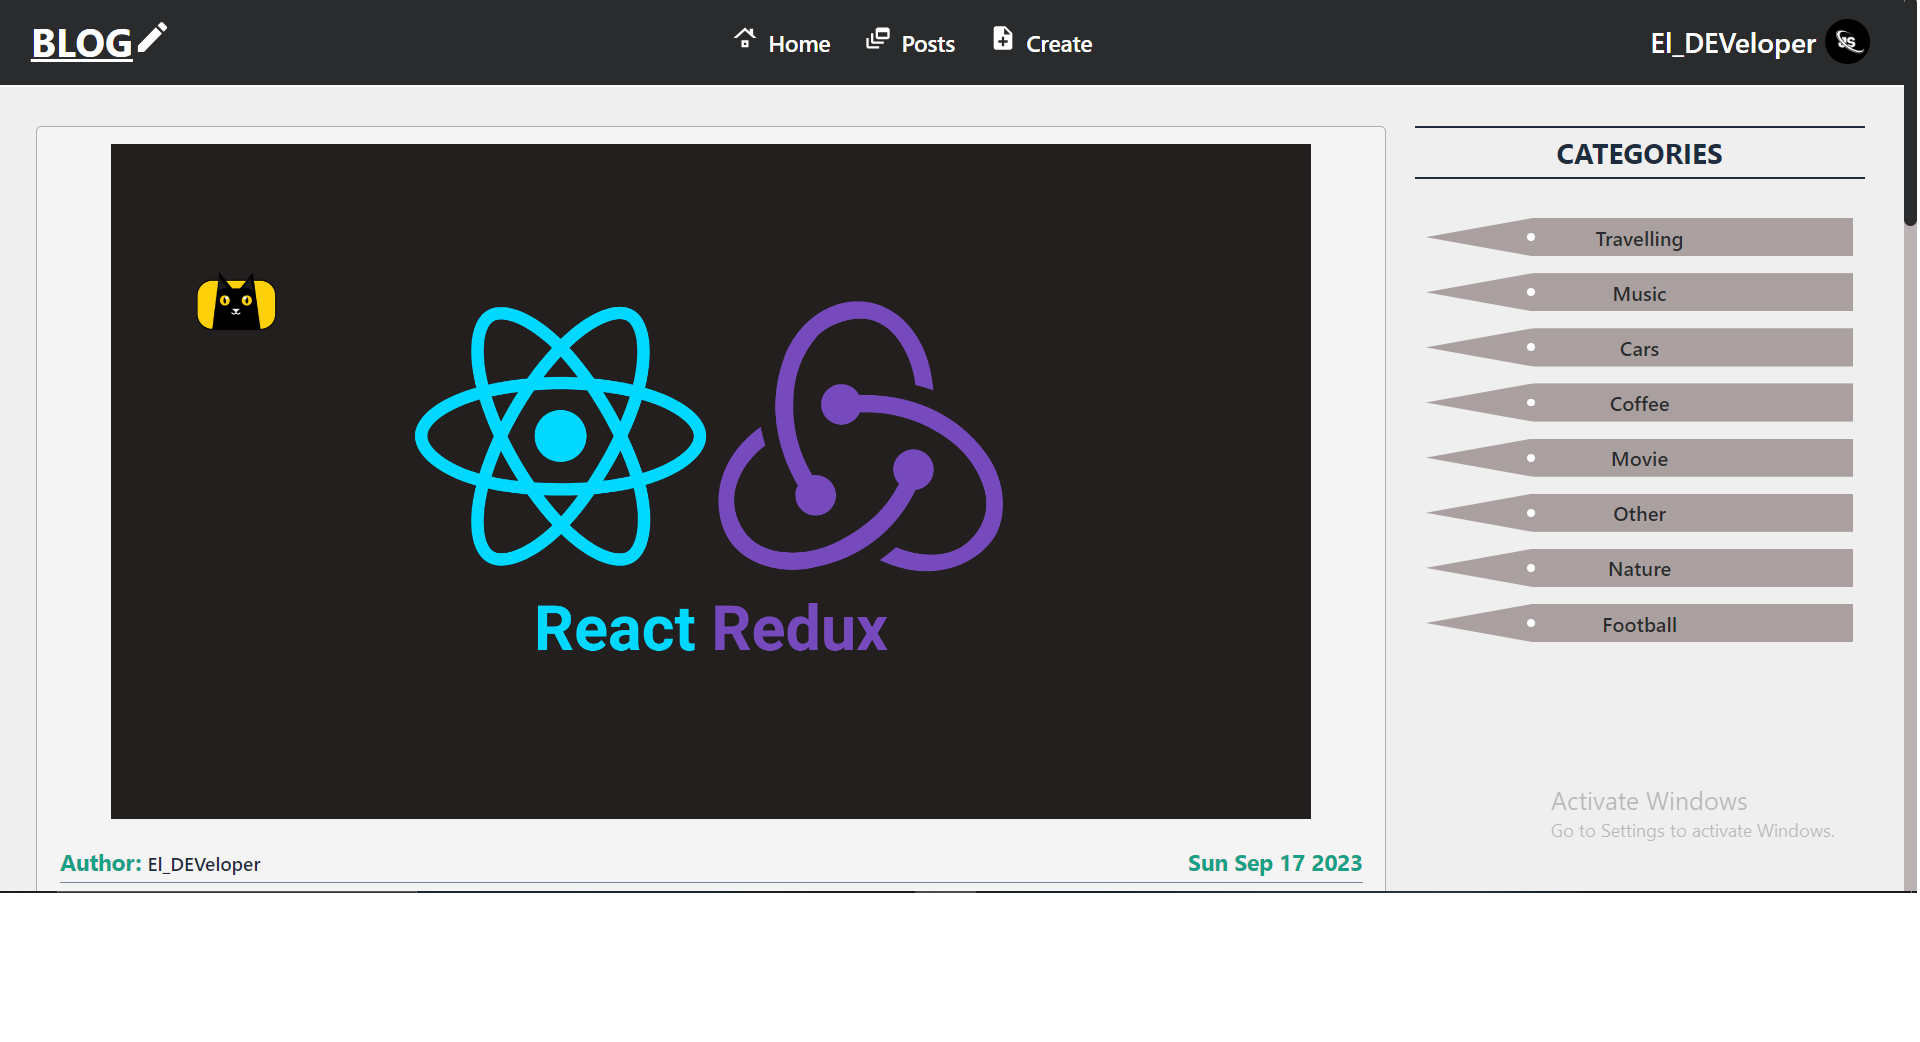 BLOG
Home
Posts
Create
El_DEVeloper
JS
React Redux
Author: El_DEVeloper
Sun Sep 17 2023
CATEGORIES
Travelling
Music
Cars
Coffee
Movie
Other
Nature
Football
Activate Windows
Go to Settings to activate Windows.